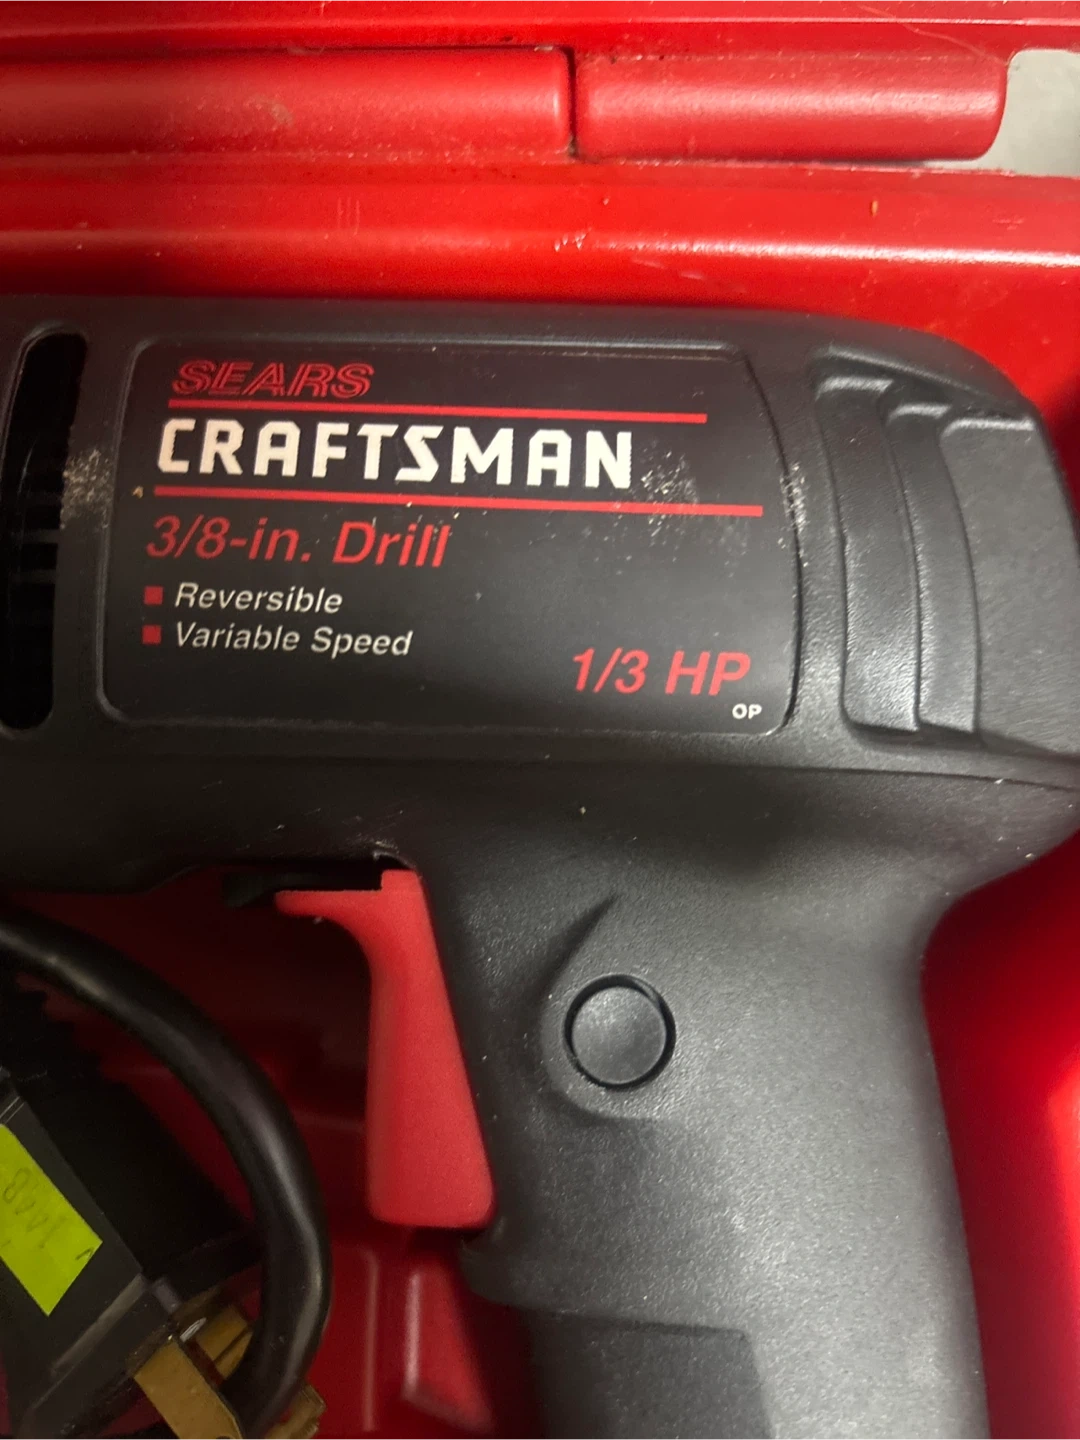 SEARS
CRAFTSMAN
3/8-in. Drill
Reversible
Variable Speed
1/3 HP
OP